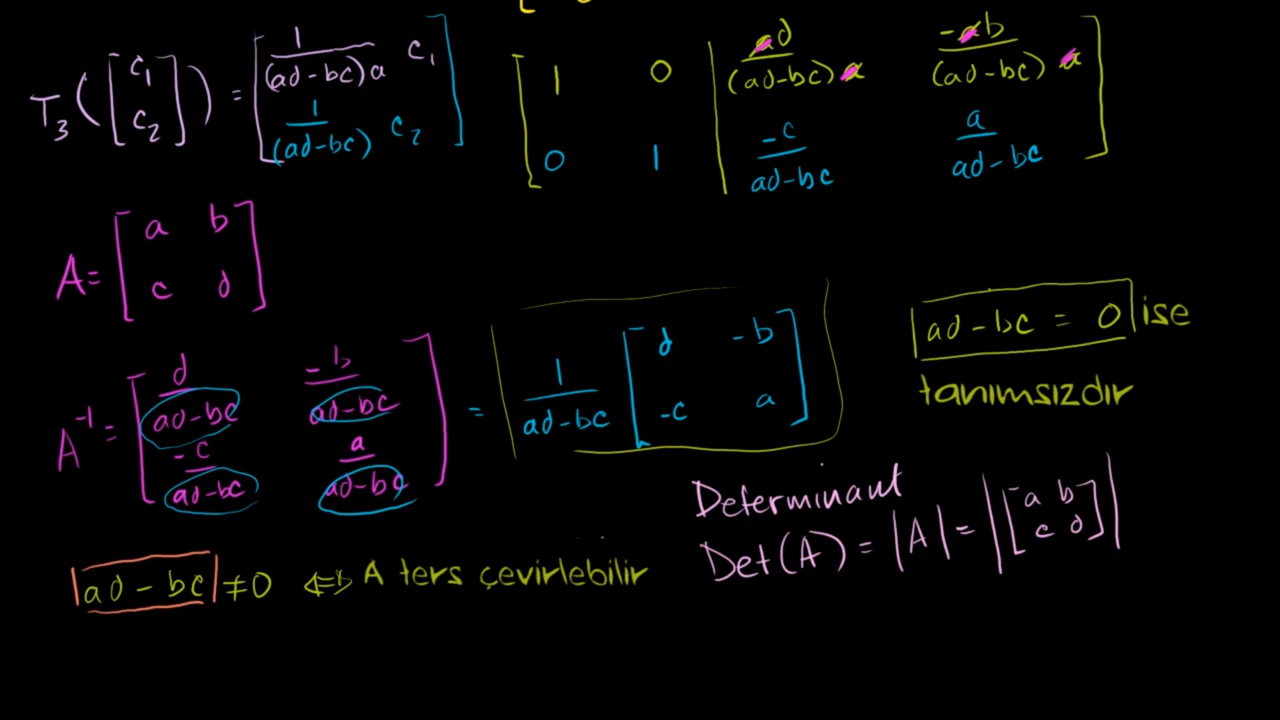 T₃([c₁ c₂]) = [1/((ad-bc)a) c₁
1/((ad-bc)) c₂]
[1 0 | ad/((ad-bc)a) -ab/((ad-bc)a)
0 1 | -c/(ad-bc) a/(ad-bc)]
A = [a b
c d]
A⁻¹ = [d/(ad-bc) -b/(ad-bc)
-c/(ad-bc) a/(ad-bc)] = 1/(ad-bc) [d -b
-c a]
ad-bc = 0 ise
tanımsızdır
Determinant
Det(A) = |A| = |[a b
c d]|
ad-bc ≠ 0 ⇔ A ters çevirlebilir